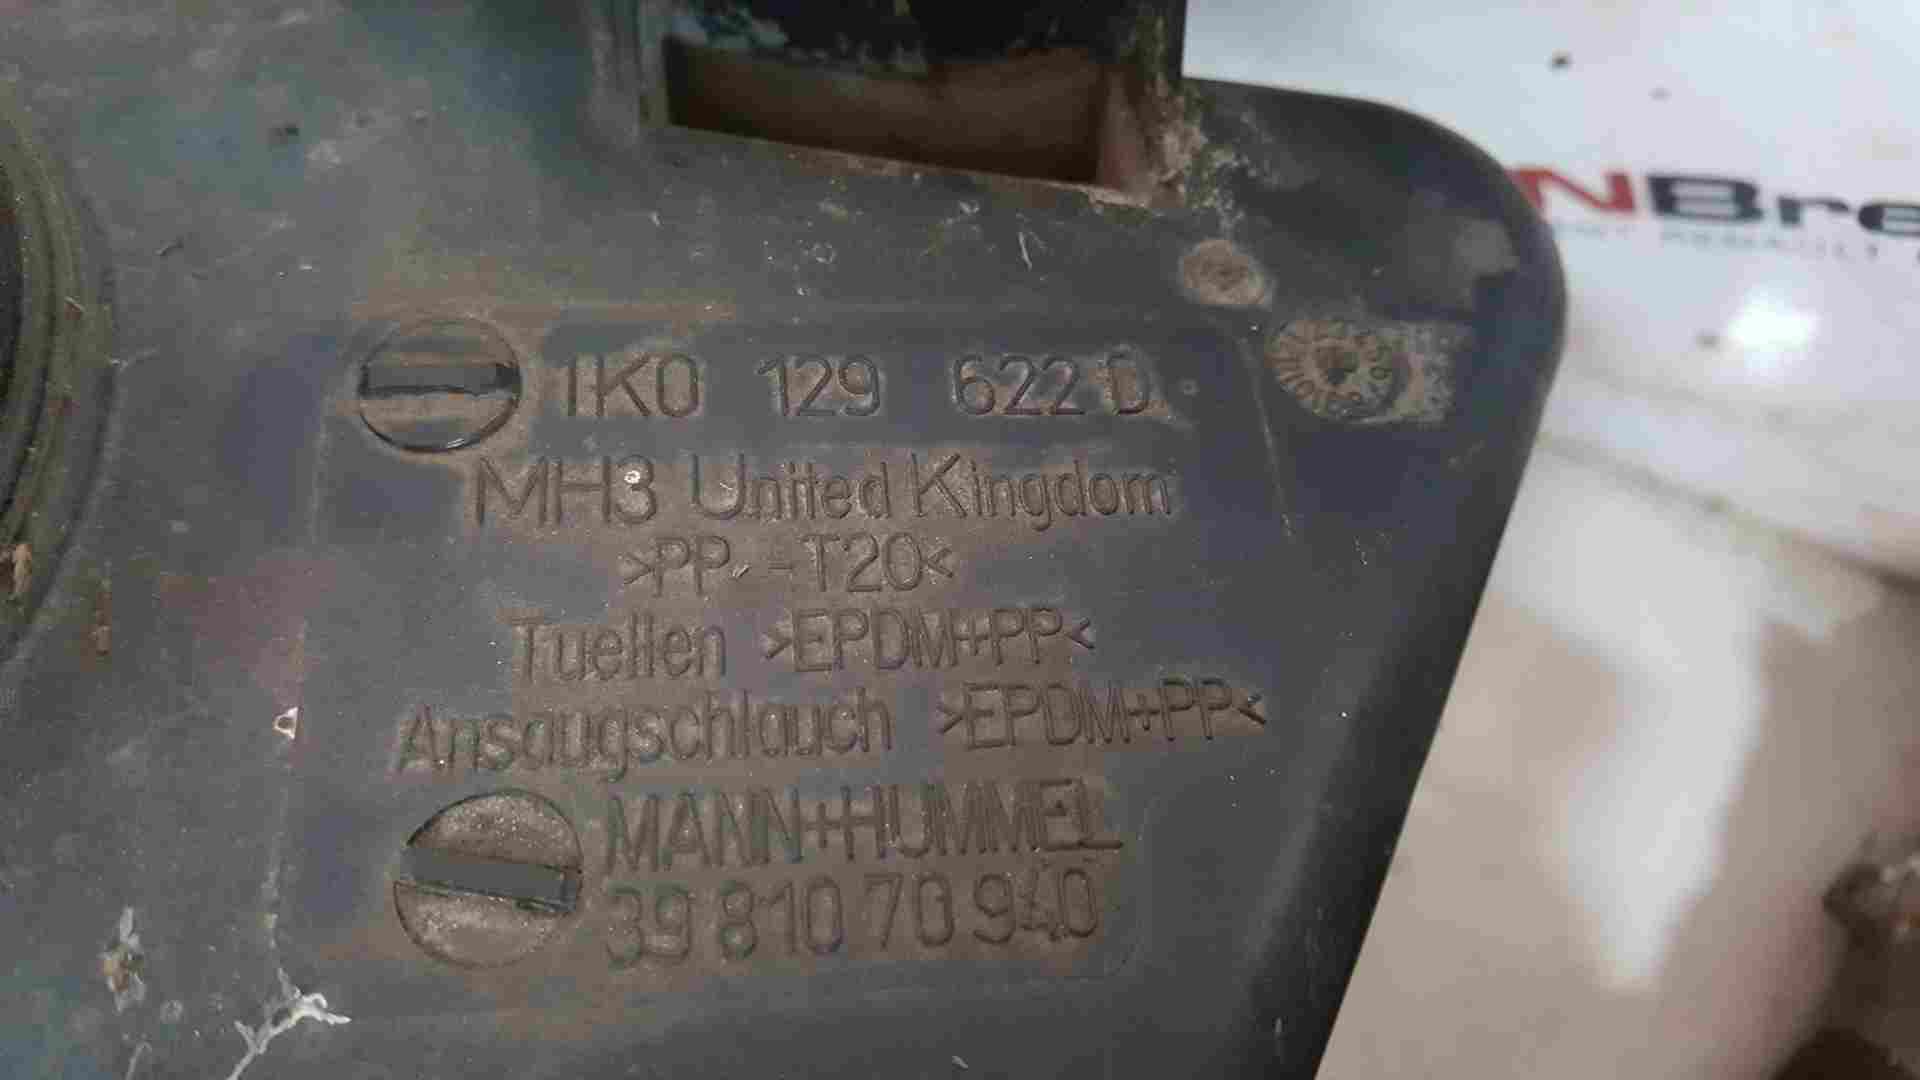 NBre
1K0 129 622 D
MH3 United Kingdom
>PP -T20<
Tuellen >EPDM+PP<
Ansaugschlauch >EPDM+PP<
MANN+HUMMEL
39 810 70 940